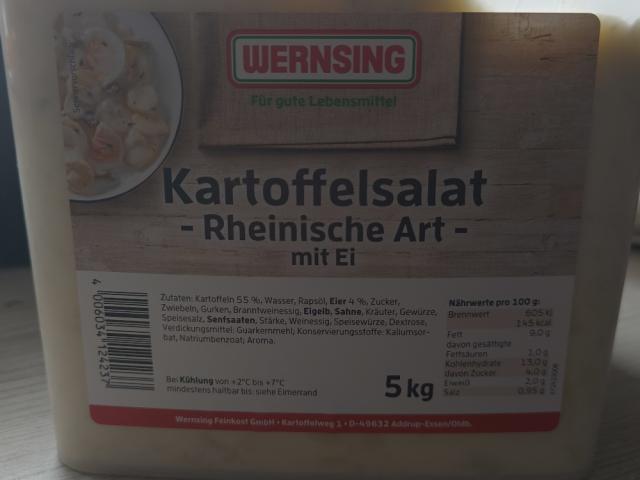 WERNSING
Für gute Lebensmittel
Kartoffelsalat
- Rheinische Art -
mit Ei
Zutaten: Kartoffeln 55 %, Wasser, Rapsöl, Eier 4 %, Zucker,
Zwiebeln, Gurken, Branntweinessig, Eigelb, Sahne, Kräuter, Gewürze,
Speisesalz, Senfsaaten, Stärke, Weinessig, Speisewürze, Dextrose,
Verdickungsmittel: Guarkernmehl; Konservierungsstoffe: Kaliumsor-
bat, Natriumbenzoat; Aroma.
Bei Kühlung von +2°C bis +7°C
mindestens haltbar bis: siehe Eimerrand
5 kg
Nährwerte pro 100 g:
Brennwert 605 kJ
145 kcal
Fett 9,0 g
davon gesättigte
Fettsäuren 1,0 g
Kohlenhydrate 13,0 g
davon Zucker 4,0 g
Eiweiß 2,0 g
Salz 0,95 g
4 006034 124237
Wernsing Feinkost GmbH • Kartoffelweg 1 • D-49632 Addrup-Essen/Oldb.